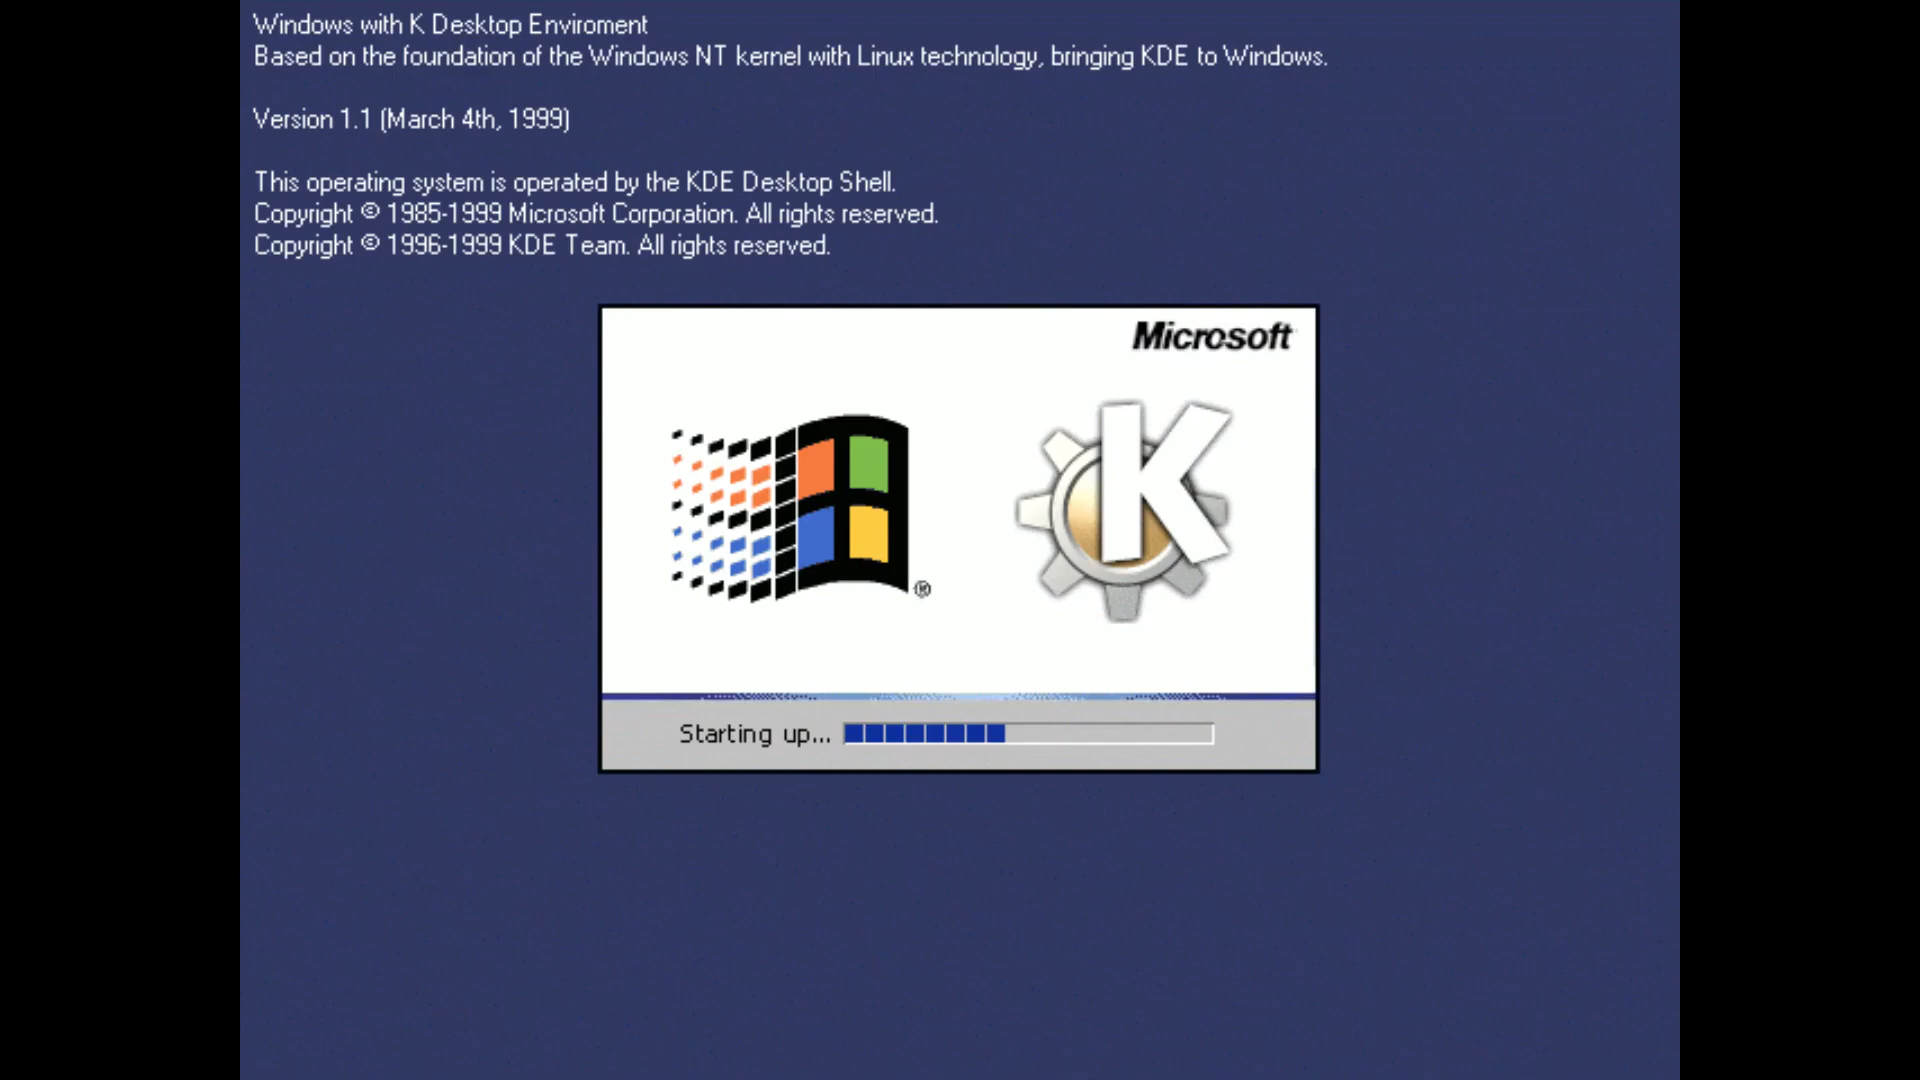 Windows with K Desktop Enviroment
Based on the foundation of the Windows NT kernel with Linux technology, bringing KDE to Windows.
Version 1.1 (March 4th, 1999)
This operating system is operated by the KDE Desktop Shell.
Copyright © 1985-1999 Microsoft Corporation. All rights reserved.
Copyright © 1996-1999 KDE Team. All rights reserved.
Microsoft
K
®
Starting up...